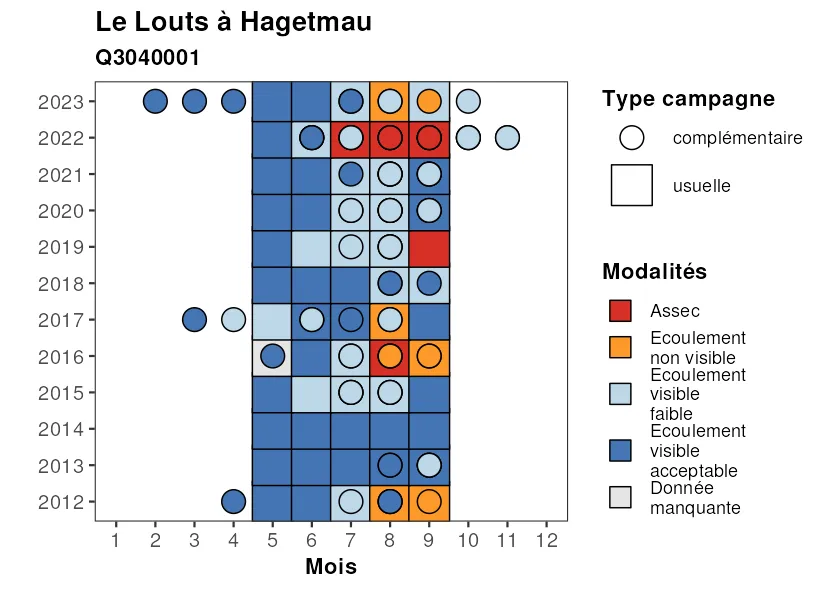 Le Louts à Hagetmau
Q3040001
2023
2022
2021
2020
2019
2018
2017
2016
2015
2014
2013
2012
1 2 3 4 5 6 7 8 9 10 11 12
Mois
Type campagne
complémentaire
usuelle
Modalités
Assec
Ecoulement
non visible
Ecoulement
visible
faible
Ecoulement
visible
acceptable
Donnée
manquante